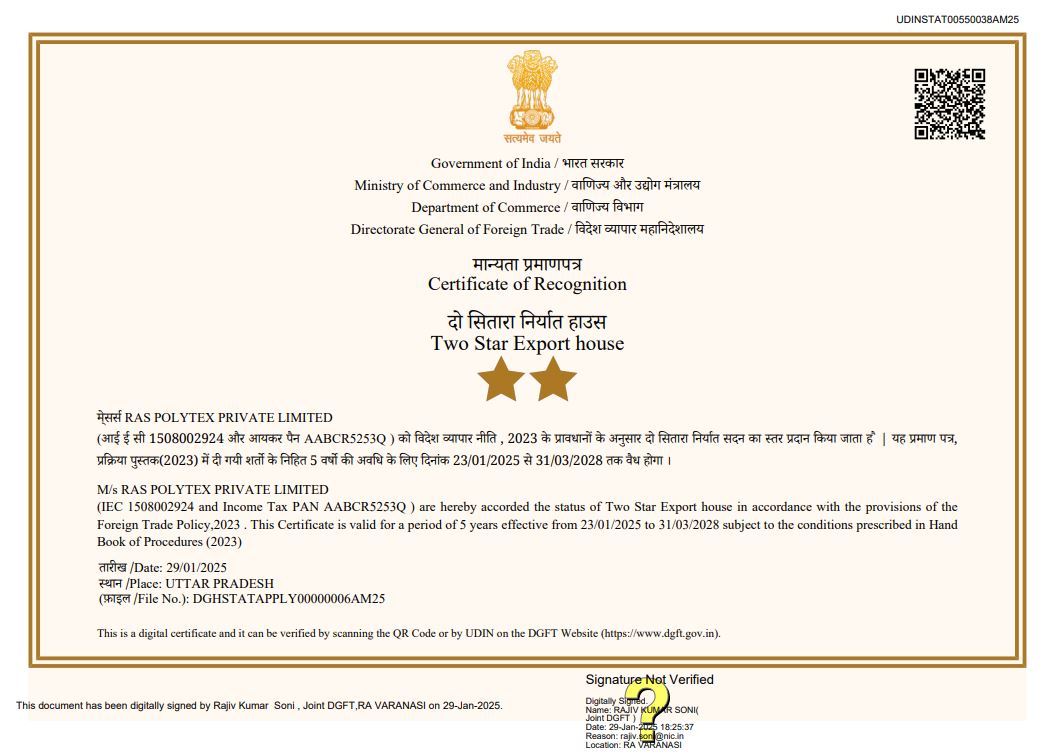 UDINSTAT00550038AM25
सत्यमेव जयते
Government of India / भारत सरकार
Ministry of Commerce and Industry / वाणिज्य और उद्योग मंत्रालय
Department of Commerce / वाणिज्य विभाग
Directorate General of Foreign Trade / विदेश व्यापार महानिदेशालय
मान्यता प्रमाणपत्र
Certificate of Recognition
दो सितारा निर्यात हाउस
Two Star Export house
मे्सर्स RAS POLYTEX PRIVATE LIMITED
(आई ई सी 1508002924 और आयकर पैन AABCR5253Q ) को विदेश व्यापार नीति , 2023 के प्रावधानों के अनुसार दो सितारा निर्यात सदन का स्तर प्रदान किया जाता है | यह प्रमाण पत्र,
प्रक्रिया पुस्तक(2023) में दी गयी शर्तो के निहित 5 वर्षो की अवधि के लिए दिनांक 23/01/2025 से 31/03/2028 तक वैध होगा ।
M/s RAS POLYTEX PRIVATE LIMITED
(IEC 1508002924 and Income Tax PAN AABCR5253Q ) are hereby accorded the status of Two Star Export house in accordance with the provisions of the
Foreign Trade Policy,2023 . This Certificate is valid for a period of 5 years effective from 23/01/2025 to 31/03/2028 subject to the conditions prescribed in Hand
Book of Procedures (2023)
तारीख /Date: 29/01/2025
स्थान /Place: UTTAR PRADESH
(फ़ाइल /File No.): DGHSTATAPPLY00000006AM25
This is a digital certificate and it can be verified by scanning the QR Code or by UDIN on the DGFT Website (https://www.dgft.gov.in).
This document has been digitally signed by Rajiv Kumar Soni , Joint DGFT,RA VARANASI on 29-Jan-2025.
Signature Not Verified
Digitally Signed.
Name: RAJIV KUMAR SONI(
Joint DGFT )
Date: 29-Jan-2025 18:25:37
Reason: rajiv.soni@nic.in
Location: RA VARANASI